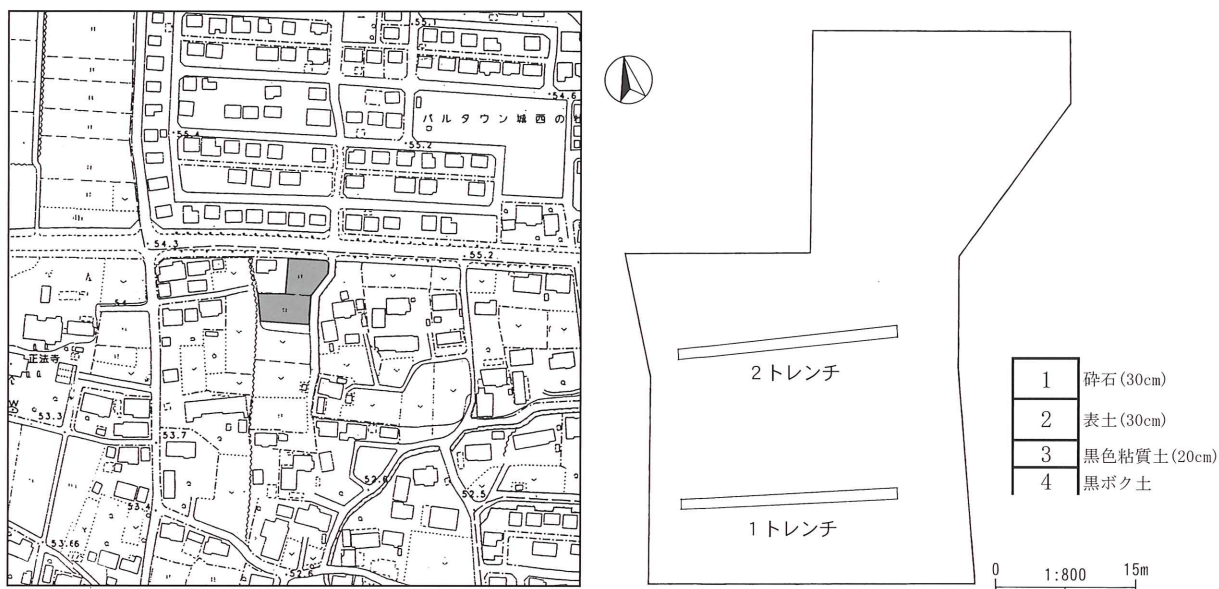 55.1
54.6
パルタウン城西の
55.4
55.2
54.3
55.2
正法寺
W
53.3
53.7
52.6
52.5
53.4
53.66
52.6
2トレンチ
1トレンチ
1 砕石(30cm)
2 表土(30cm)
3 黒色粘質土(20cm)
4 黒ボク土
0 1:800 15m